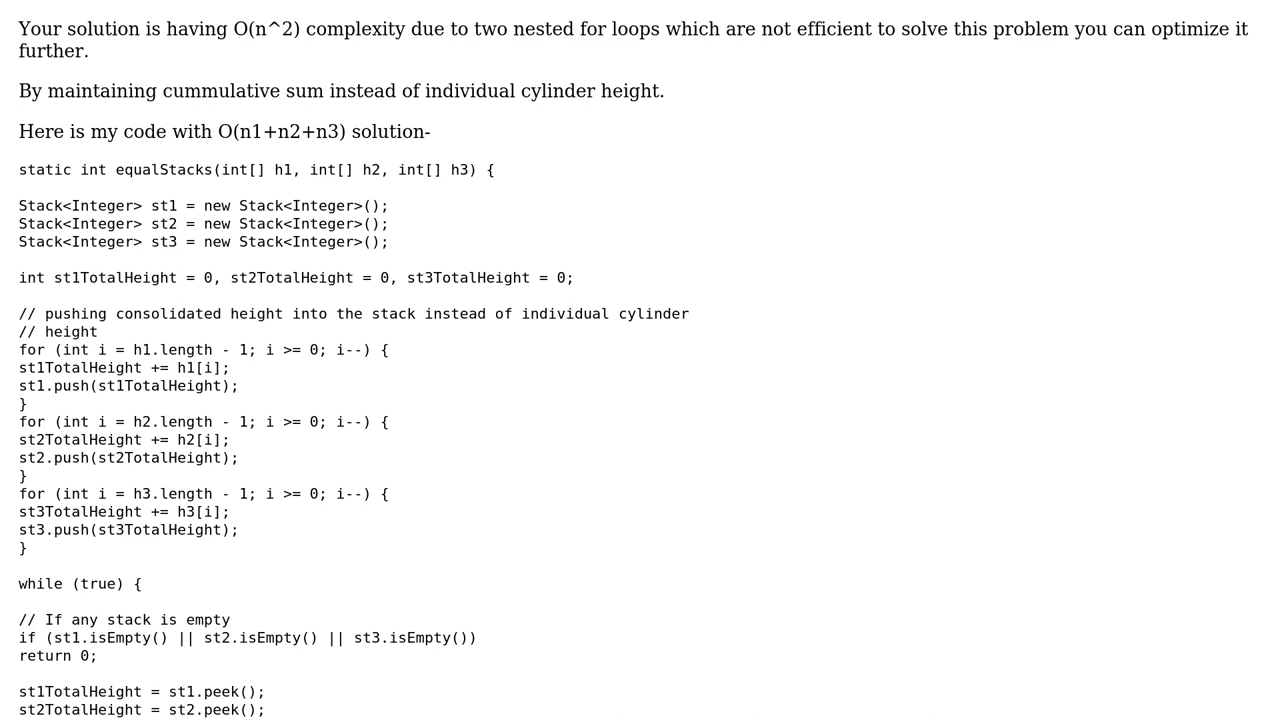 Your solution is having O(n^2) complexity due to two nested for loops which are not efficient to solve this problem you can optimize it
further.
By maintaining cummulative sum instead of individual cylinder height.
Here is my code with O(n1+n2+n3) solution-
static int equalStacks(int[] h1, int[] h2, int[] h3) {
Stack<Integer> st1 = new Stack<Integer>();
Stack<Integer> st2 = new Stack<Integer>();
Stack<Integer> st3 = new Stack<Integer>();
int st1TotalHeight = 0, st2TotalHeight = 0, st3TotalHeight = 0;
// pushing consolidated height into the stack instead of individual cylinder
// height
for (int i = h1.length - 1; i >= 0; i--) {
st1TotalHeight += h1[i];
st1.push(st1TotalHeight);
}
for (int i = h2.length - 1; i >= 0; i--) {
st2TotalHeight += h2[i];
st2.push(st2TotalHeight);
}
for (int i = h3.length - 1; i >= 0; i--) {
st3TotalHeight += h3[i];
st3.push(st3TotalHeight);
}
while (true) {
// If any stack is empty
if (st1.isEmpty() || st2.isEmpty() || st3.isEmpty())
return 0;
st1TotalHeight = st1.peek();
st2TotalHeight = st2.peek();